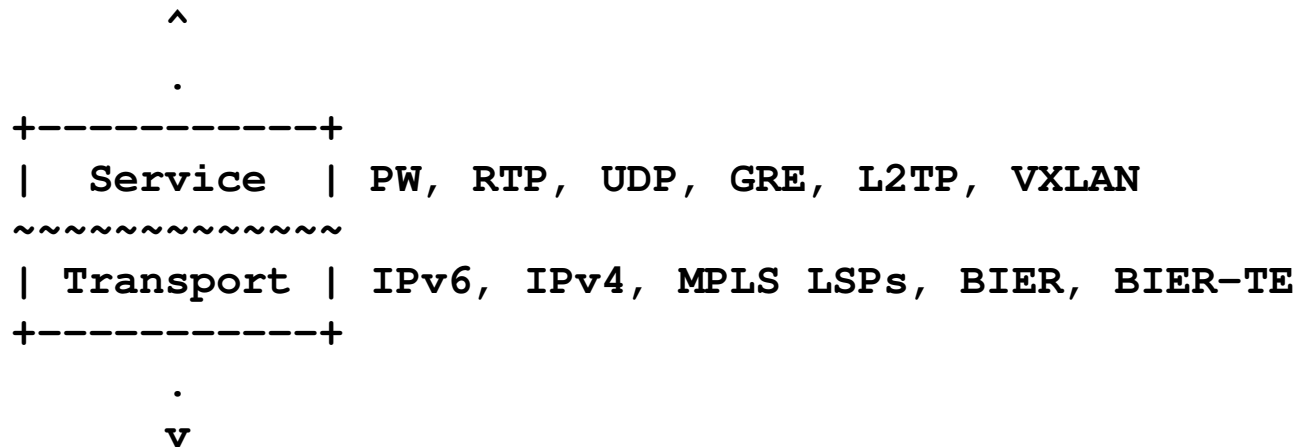 ^
.
+-----------+
|  Service  | PW, RTP, UDP, GRE, L2TP, VXLAN
~~~~~~~~~~~~~
| Transport | IPv6, IPv4, MPLS LSPs, BIER, BIER-TE
+-----------+
.
v